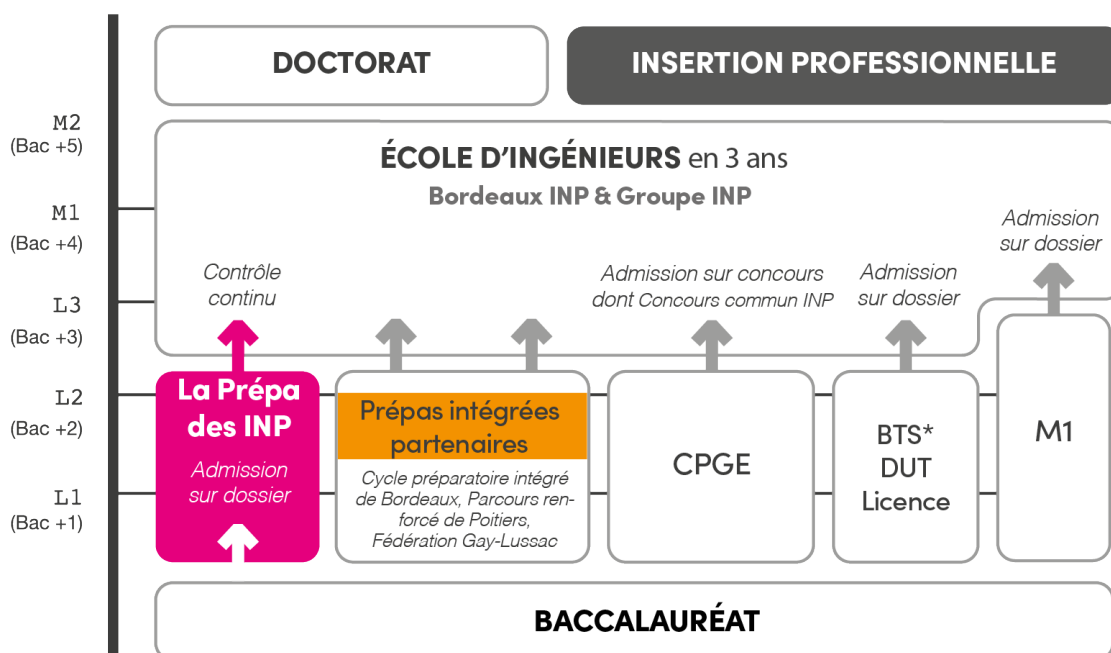 DOCTORAT
INSERTION PROFESSIONNELLE
M2
(Bac +5)
ÉCOLE D'INGÉNIEURS en 3 ans
Bordeaux INP & Groupe INP
M1
(Bac +4)
Admission
sur dossier
Contrôle
continu
Admission sur concours
dont Concours commun INP
Admission
sur dossier
L3
(Bac +3)
La Prépa
des INP
Admission
sur dossier
L2
(Bac +2)
Prépas intégrées
partenaires
Cycle préparatoire intégré
de Bordeaux, Parcours ren-
forcé de Poitiers,
Fédération Gay-Lussac
CPGE
BTS*
DUT
Licence
M1
L1
(Bac +1)
BACCALAURÉAT